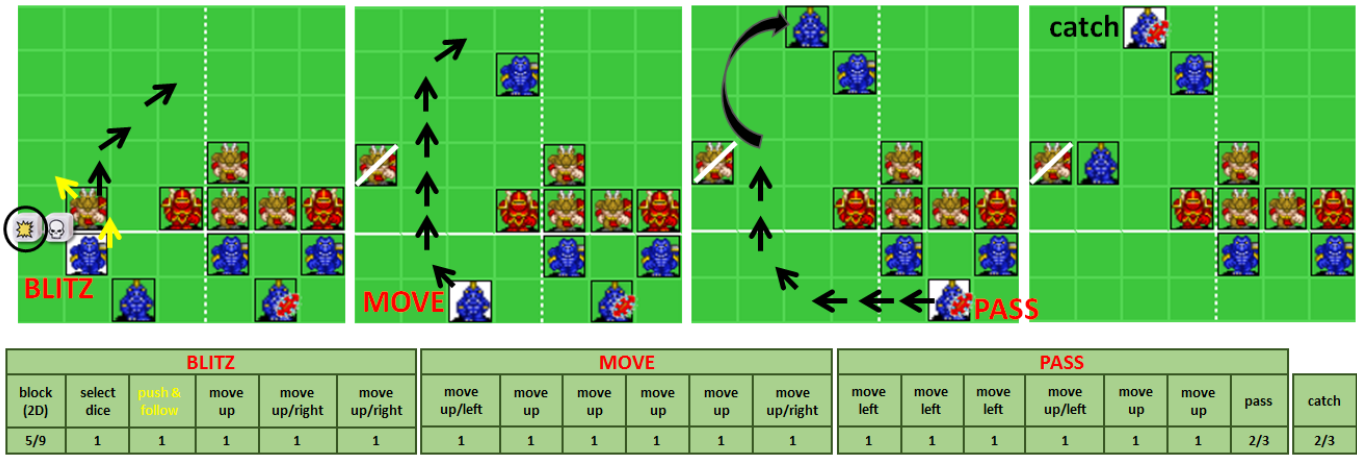 catch
BLITZ
MOVE
PASS
BLITZ MOVE PASS
block (2D) select dice push & follow move up move up/right move up/right move up/left move up move up move up move up move up/right move left move left move left move up/left move up move up pass catch
5/9 1 1 1 1 1 1 1 1 1 1 1 1 1 1 1 1 1 2/3 2/3